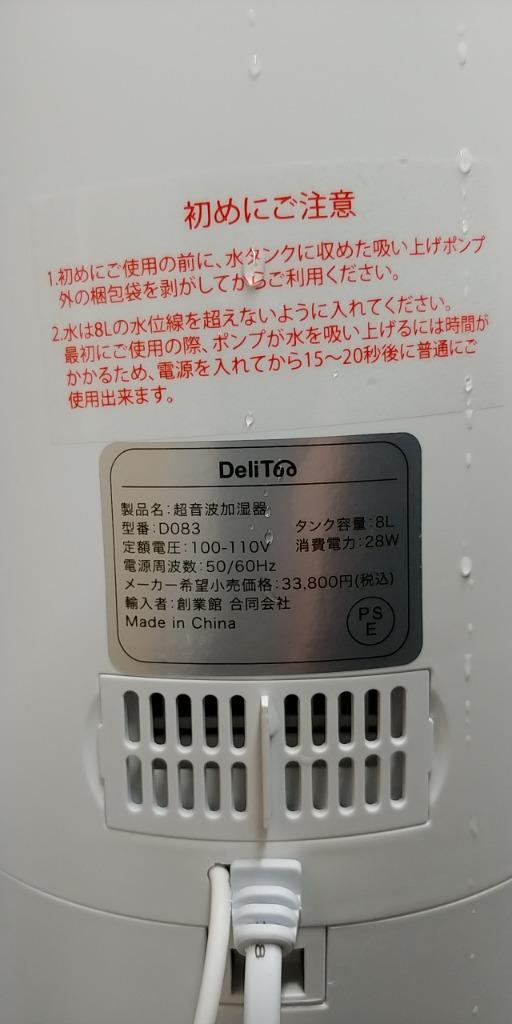 初めにご注意
1.初めにご使用の前に、水タンクに収めた吸い上げポンプ
外の梱包袋を剥がしてからご利用ください。
2.水は8Lの水位線を超えないように入れてください。
最初にご使用の際、ポンプが水を吸い上げるには時間が
かかるため、電源を入れてから15〜20秒後に普通にご
使用出来ます。
DeliToo
製品名:超音波加湿器
型番:D083 タンク容量:8L
定額電圧:100-110V 消費電力:28W
電源周波数:50/60Hz
メーカー希望小売価格:33,800円(税込)
輸入者:創業館 合同会社
Made in China
PS
E